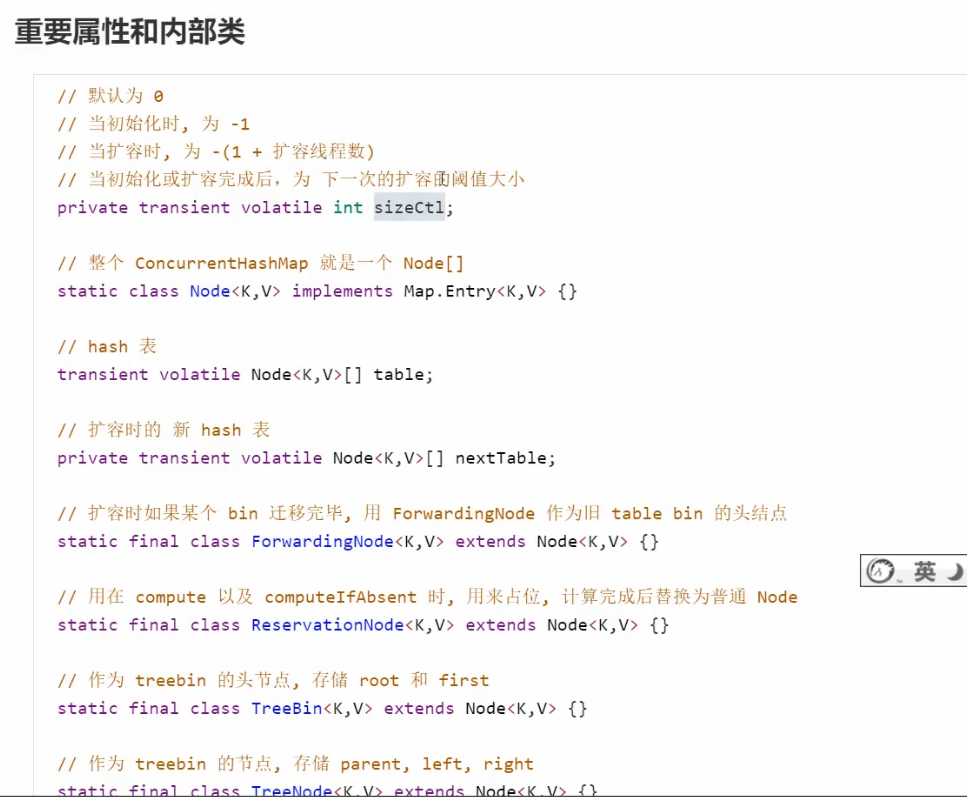 重要属性和内部类
// 默认为 0
// 当初始化时, 为 -1
// 当扩容时, 为 -(1 + 扩容线程数)
// 当初始化或扩容完成后，为 下一次的扩容的阈值大小
private transient volatile int sizeCtl;
// 整个 ConcurrentHashMap 就是一个 Node[]
static class Node<K,V> implements Map.Entry<K,V> {}
// hash 表
transient volatile Node<K,V>[] table;
// 扩容时的 新 hash 表
private transient volatile Node<K,V>[] nextTable;
// 扩容时如果某个 bin 迁移完毕, 用 ForwardingNode 作为旧 table bin 的头结点
static final class ForwardingNode<K,V> extends Node<K,V> {}
英
// 用在 compute 以及 computeIfAbsent 时, 用来占位, 计算完成后替换为普通 Node
static final class ReservationNode<K,V> extends Node<K,V> {}
// 作为 treebin 的头节点, 存储 root 和 first
static final class TreeBin<K,V> extends Node<K,V> {}
// 作为 treebin 的节点, 存储 parent, left, right
static final class TreeNode<K,V> extends Node<K,V> {}